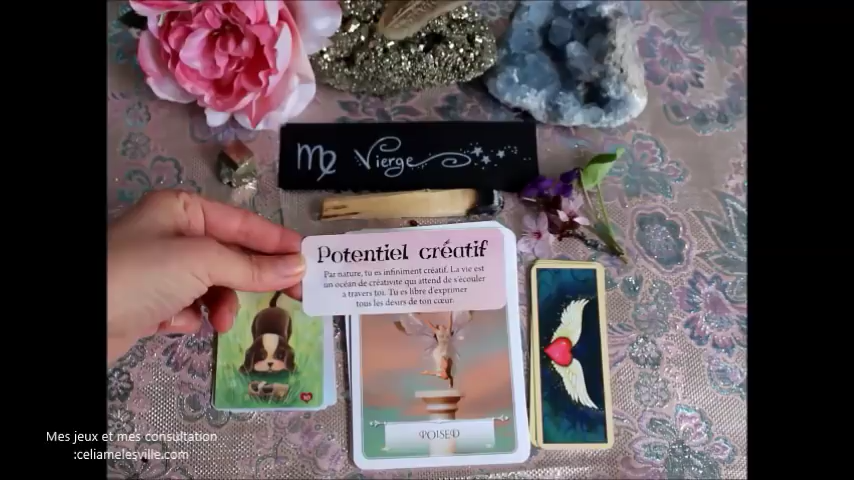 ♍ Vierge
Potentiel créatif
Par nature, tu es infiniment créatif. La vie est
un océan de créativité qui attend de s'écouler
à travers toi. Tu es libre d'exprimer
tous les désirs de ton cœur.
POISED
Mes jeux et mes consultation
:celiamelesville.com